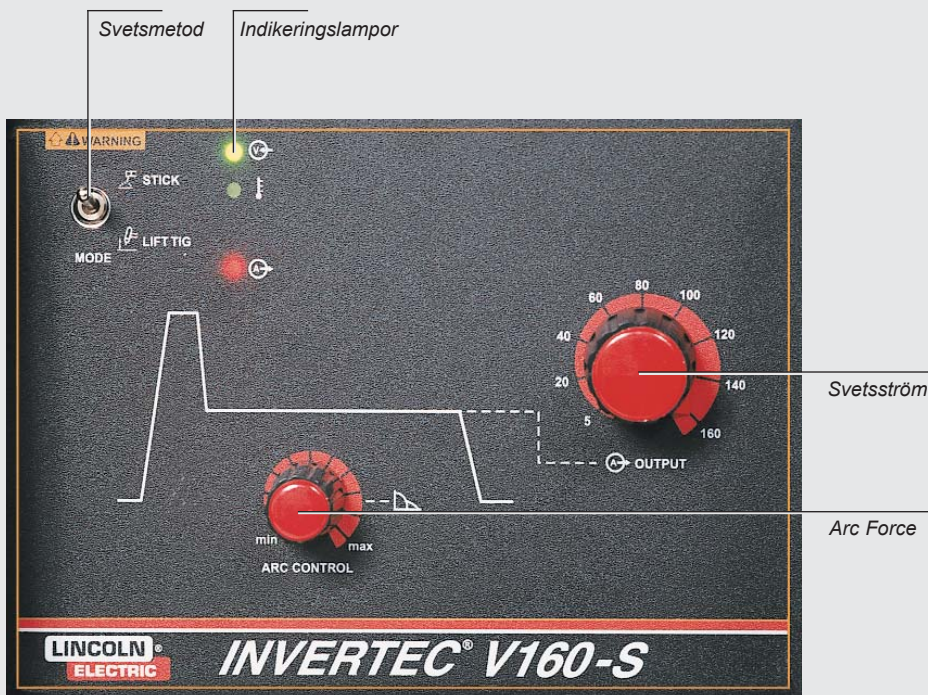 Svetsmetod
Indikeringslampor
WARNING
V
STICK
LIFT TIG
MODE
A
60
80
100
40
120
20
140
Svetsström
5
160
A OUTPUT
Arc Force
min
max
ARC CONTROL
LINCOLN ®
ELECTRIC
INVERTEC® V160-S